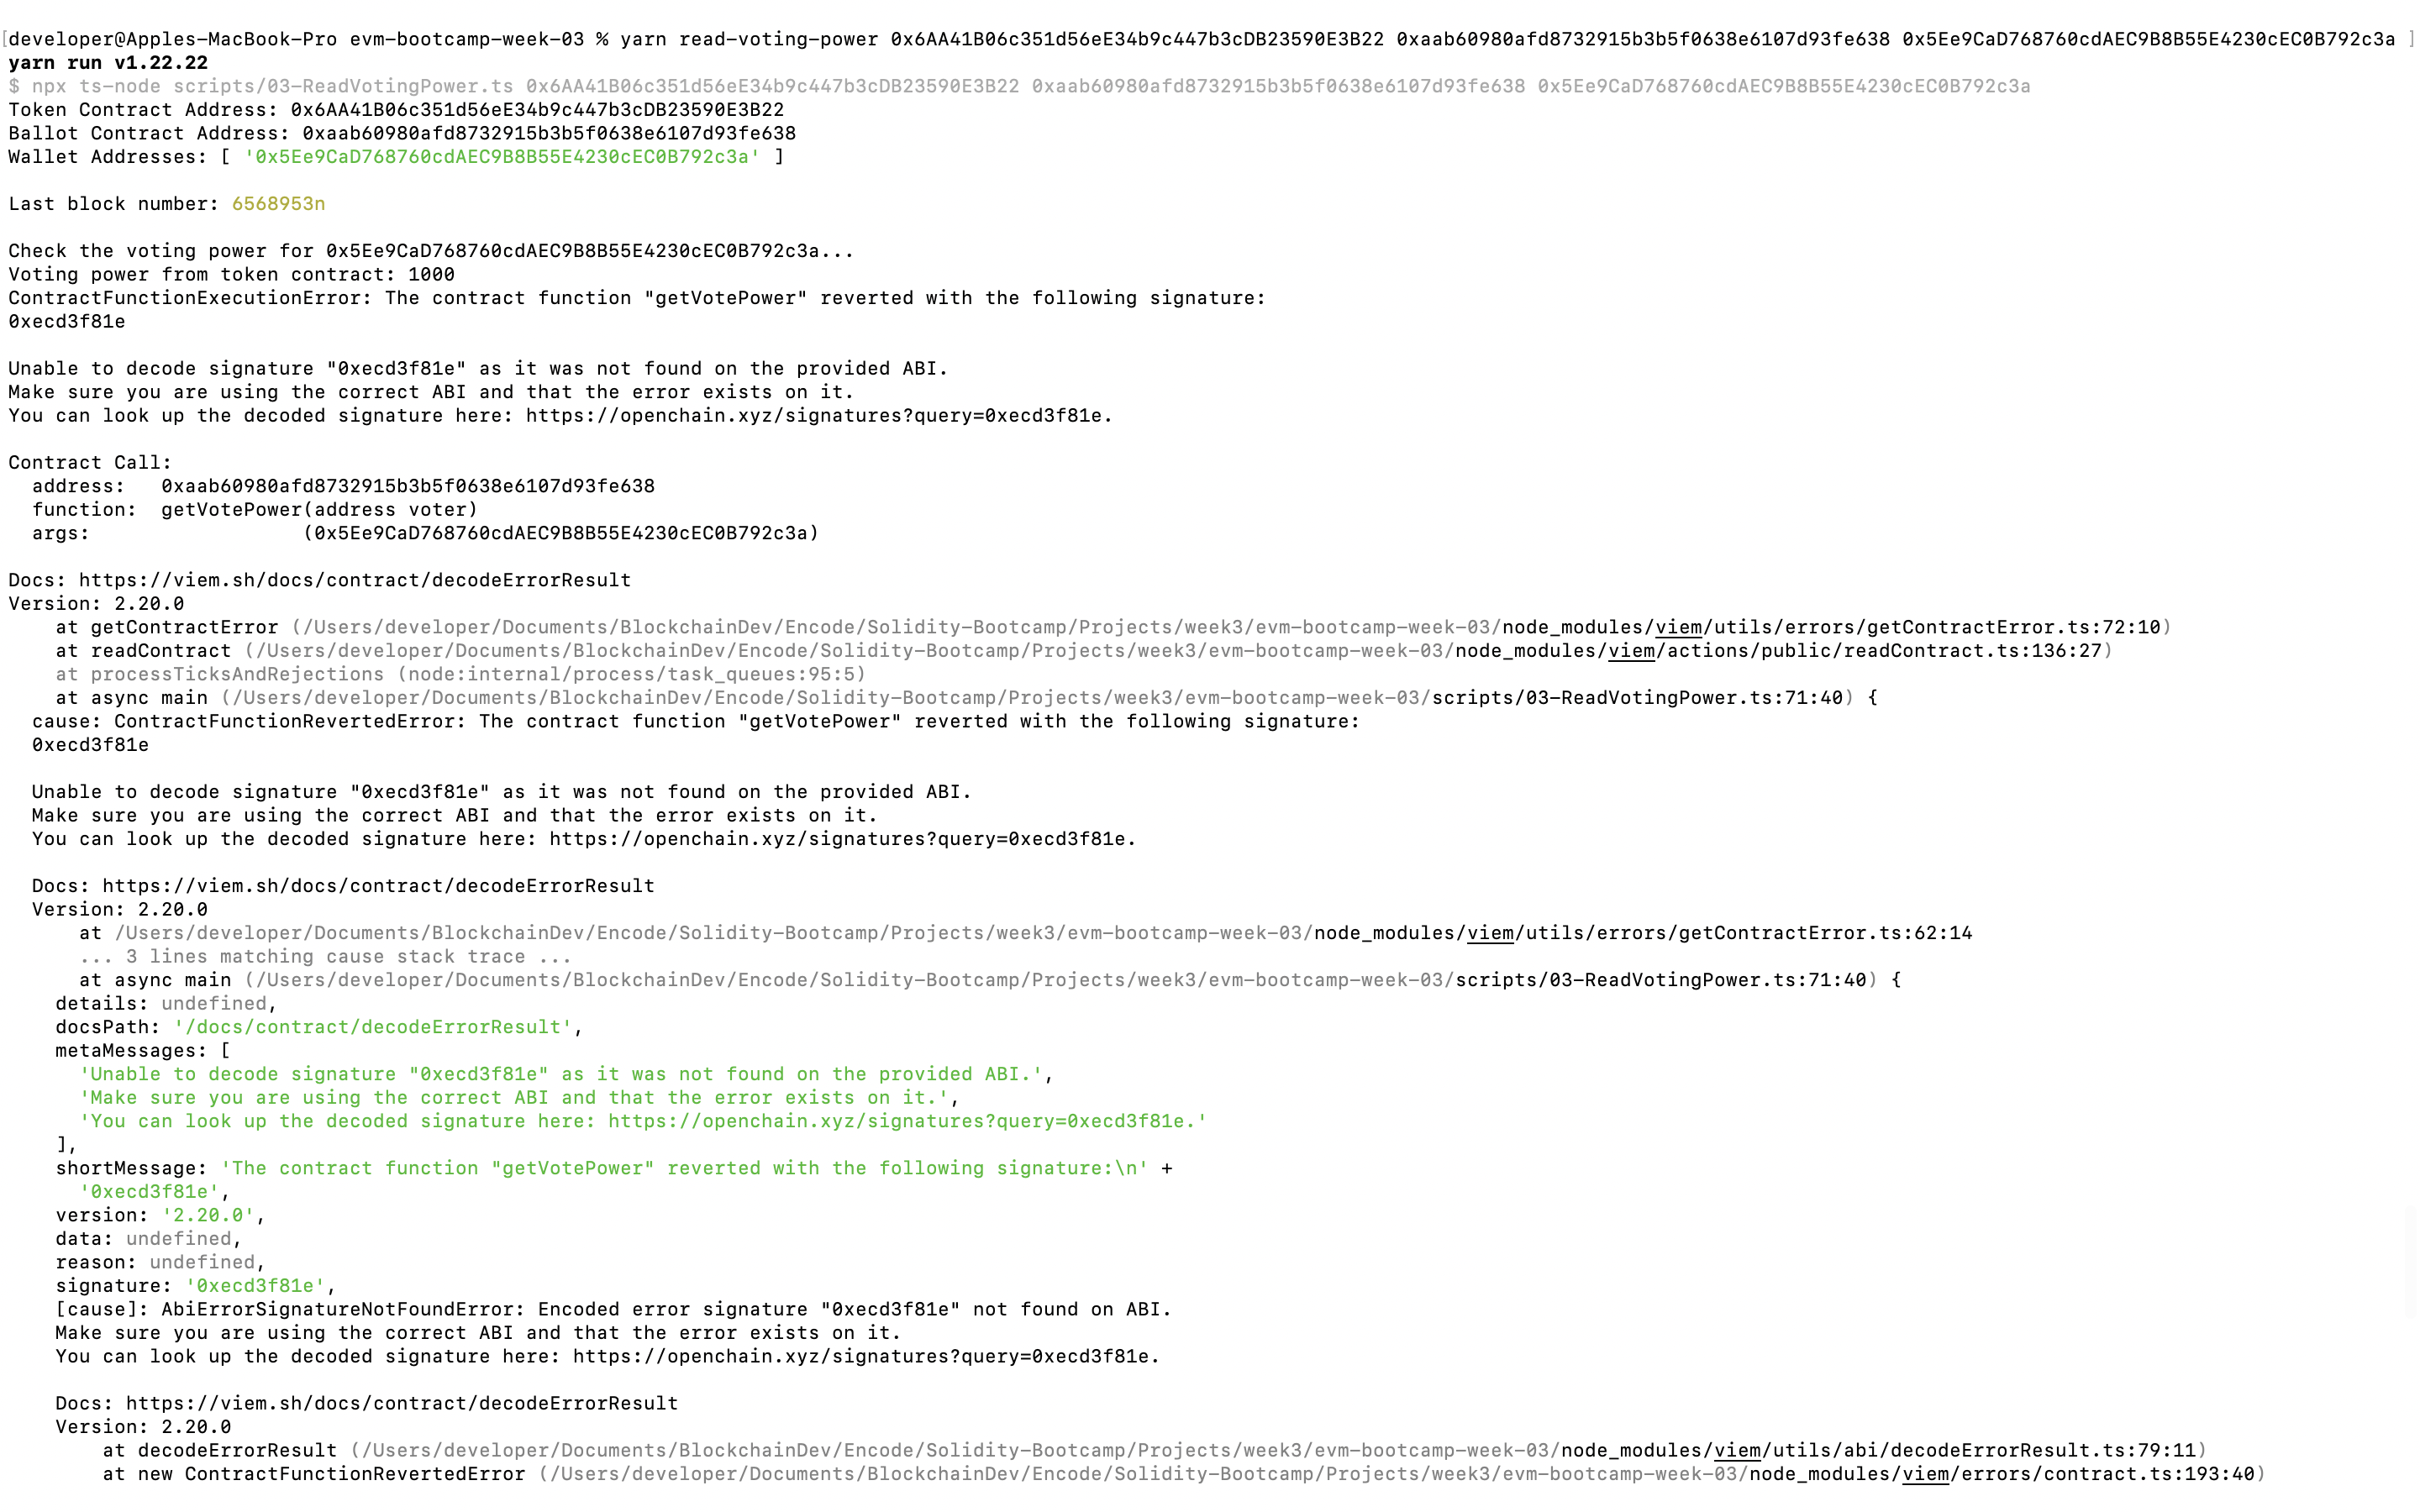 [developer@Apples-MacBook-Pro evm-bootcamp-week-03 % yarn read-voting-power 0x6AA41B06c351d56eE34b9c447b3cDB23590E3B22 0xaab60980afd8732915b3b5f0638e6107d93fe638 0x5Ee9CaD768760cdAEC9B8B55E4230cEC0B792c3a ]
yarn run v1.22.22
$ npx ts-node scripts/03-ReadVotingPower.ts 0x6AA41B06c351d56eE34b9c447b3cDB23590E3B22 0xaab60980afd8732915b3b5f0638e6107d93fe638 0x5Ee9CaD768760cdAEC9B8B55E4230cEC0B792c3a
Token Contract Address: 0x6AA41B06c351d56eE34b9c447b3cDB23590E3B22
Ballot Contract Address: 0xaab60980afd8732915b3b5f0638e6107d93fe638
Wallet Addresses: [ '0x5Ee9CaD768760cdAEC9B8B55E4230cEC0B792c3a' ]
Last block number: 6568953n
Check the voting power for 0x5Ee9CaD768760cdAEC9B8B55E4230cEC0B792c3a...
Voting power from token contract: 1000
ContractFunctionExecutionError: The contract function "getVotePower" reverted with the following signature:
0xecd3f81e
Unable to decode signature "0xecd3f81e" as it was not found on the provided ABI.
Make sure you are using the correct ABI and that the error exists on it.
You can look up the decoded signature here: https://openchain.xyz/signatures?query=0xecd3f81e.
Contract Call:
  address:   0xaab60980afd8732915b3b5f0638e6107d93fe638
  function:  getVotePower(address voter)
  args:                  (0x5Ee9CaD768760cdAEC9B8B55E4230cEC0B792c3a)
Docs: https://viem.sh/docs/contract/decodeErrorResult
Version: 2.20.0
    at getContractError (/Users/developer/Documents/BlockchainDev/Encode/Solidity-Bootcamp/Projects/week3/evm-bootcamp-week-03/node_modules/viem/utils/errors/getContractError.ts:72:10)
    at readContract (/Users/developer/Documents/BlockchainDev/Encode/Solidity-Bootcamp/Projects/week3/evm-bootcamp-week-03/node_modules/viem/actions/public/readContract.ts:136:27)
    at processTicksAndRejections (node:internal/process/task_queues:95:5)
    at async main (/Users/developer/Documents/BlockchainDev/Encode/Solidity-Bootcamp/Projects/week3/evm-bootcamp-week-03/scripts/03-ReadVotingPower.ts:71:40) {
  cause: ContractFunctionRevertedError: The contract function "getVotePower" reverted with the following signature:
  0xecd3f81e
  Unable to decode signature "0xecd3f81e" as it was not found on the provided ABI.
  Make sure you are using the correct ABI and that the error exists on it.
  You can look up the decoded signature here: https://openchain.xyz/signatures?query=0xecd3f81e.
  Docs: https://viem.sh/docs/contract/decodeErrorResult
  Version: 2.20.0
      at /Users/developer/Documents/BlockchainDev/Encode/Solidity-Bootcamp/Projects/week3/evm-bootcamp-week-03/node_modules/viem/utils/errors/getContractError.ts:62:14
      ... 3 lines matching cause stack trace ...
      at async main (/Users/developer/Documents/BlockchainDev/Encode/Solidity-Bootcamp/Projects/week3/evm-bootcamp-week-03/scripts/03-ReadVotingPower.ts:71:40) {
    details: undefined,
    docsPath: '/docs/contract/decodeErrorResult',
    metaMessages: [
      'Unable to decode signature "0xecd3f81e" as it was not found on the provided ABI.',
      'Make sure you are using the correct ABI and that the error exists on it.',
      'You can look up the decoded signature here: https://openchain.xyz/signatures?query=0xecd3f81e.'
    ],
    shortMessage: 'The contract function "getVotePower" reverted with the following signature:\n' +
      '0xecd3f81e',
    version: '2.20.0',
    data: undefined,
    reason: undefined,
    signature: '0xecd3f81e',
    [cause]: AbiErrorSignatureNotFoundError: Encoded error signature "0xecd3f81e" not found on ABI.
    Make sure you are using the correct ABI and that the error exists on it.
    You can look up the decoded signature here: https://openchain.xyz/signatures?query=0xecd3f81e.
    Docs: https://viem.sh/docs/contract/decodeErrorResult
    Version: 2.20.0
        at decodeErrorResult (/Users/developer/Documents/BlockchainDev/Encode/Solidity-Bootcamp/Projects/week3/evm-bootcamp-week-03/node_modules/viem/utils/abi/decodeErrorResult.ts:79:11)
        at new ContractFunctionRevertedError (/Users/developer/Documents/BlockchainDev/Encode/Solidity-Bootcamp/Projects/week3/evm-bootcamp-week-03/node_modules/viem/errors/contract.ts:193:40)